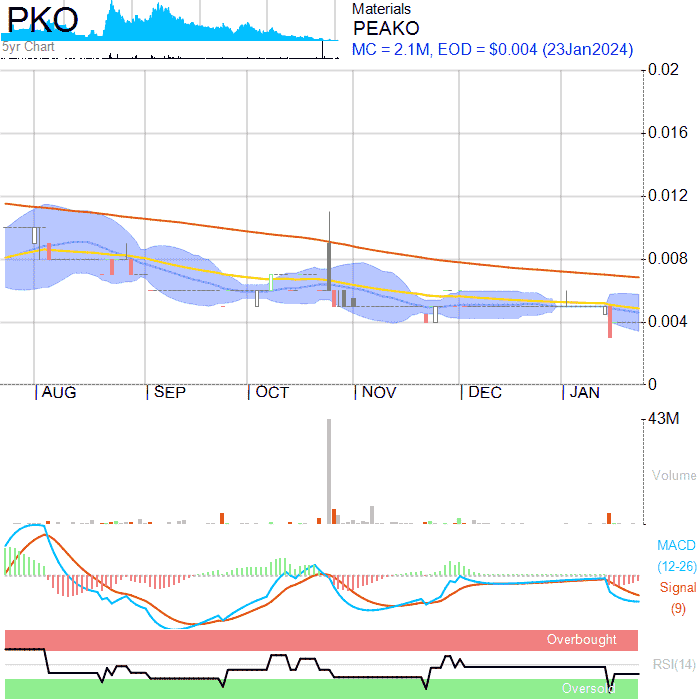 PKO
5yr Chart
Materials
PEAKO
MC = 2.1M, EOD = $0.004 (23Jan2024)
0.02
0.016
0.012
0.008
0.004
0
AUG SEP OCT NOV DEC JAN
43M
Volume
MACD
(12-26)
Signal
(9)
Overbought
RSI(14)
Oversold